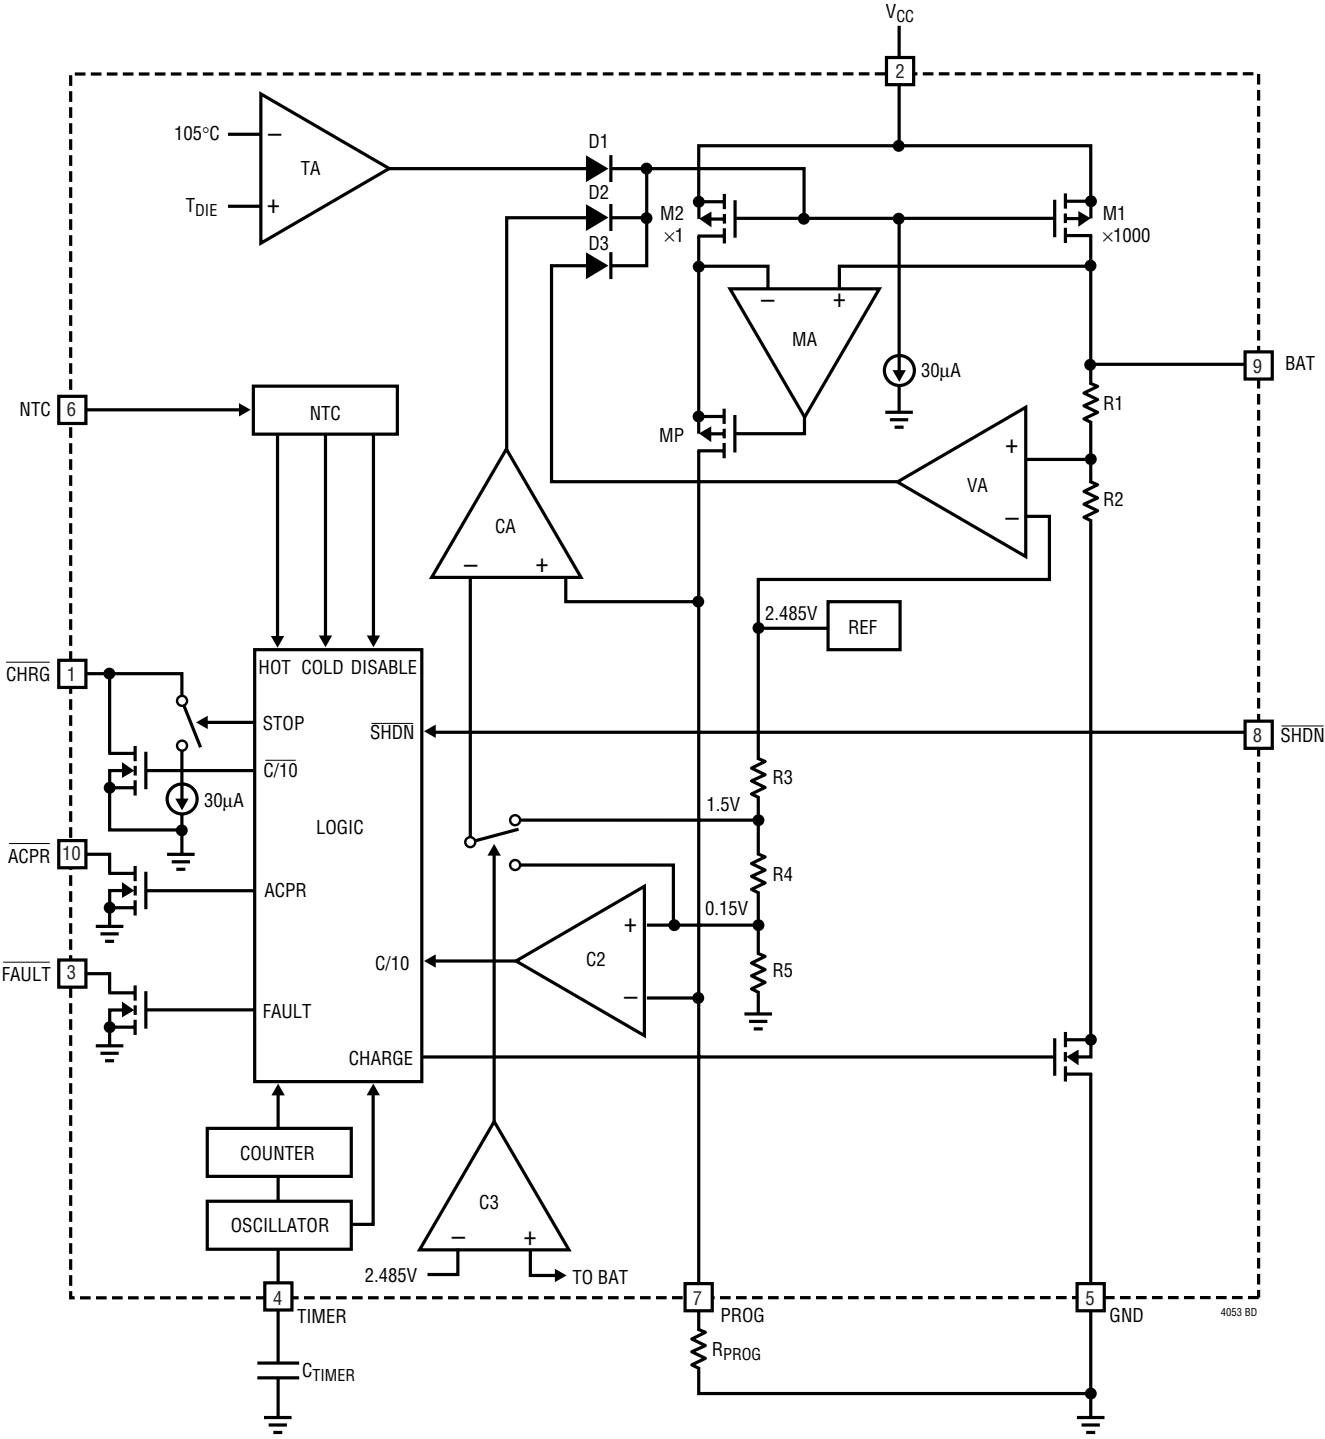 VCC
2
105°C
TDIE
−
+
TA
D1
D2
D3
M2
×1
M1
×1000
−
+
MA
30µA
9
BAT
R1
NTC
6
NTC
MP
+
−
VA
R2
CA
−
+
2.485V
REF
CHRG
1
HOT COLD DISABLE
STOP
SHDN
8
SHDN
C/10
30µA
LOGIC
R3
1.5V
ACPR
10
ACPR
R4
0.15V
+
−
C2
C/10
R5
FAULT
3
FAULT
CHARGE
COUNTER
OSCILLATOR
C3
−
+
2.485V
TO BAT
4
TIMER
7
PROG
5
GND
4053 BD
RPROG
CTIMER